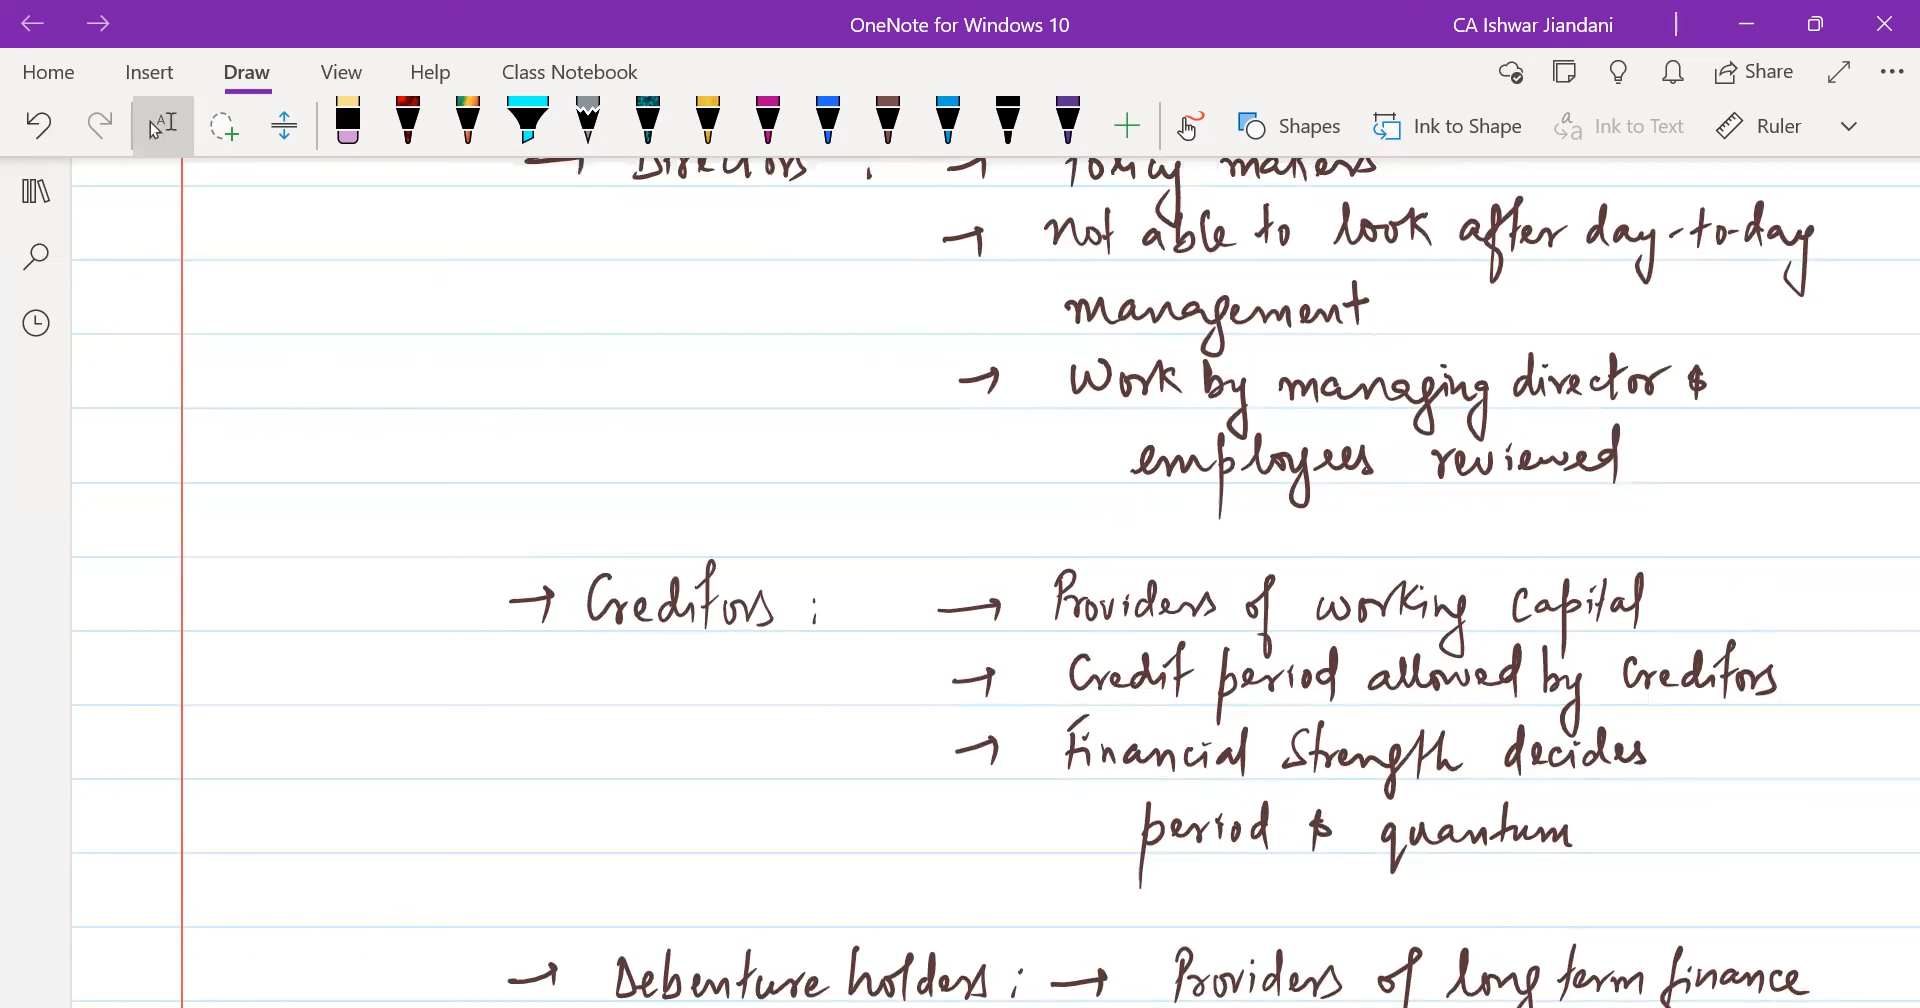 OneNote for Windows 10
CA Ishwar Jiandani
Home Insert Draw View Help Class Notebook
Share
Shapes Ink to Shape Ink to Text Ruler
→ Directors : → Policy makers
→ Not able to look after day-to-day
management
→ Work by managing director &
employees reviewed
→ Creditors : → Providers of working capital
→ Credit period allowed by creditors
→ Financial Strength decides
period & quantum
→ Debenture holders : → Providers of long term finance